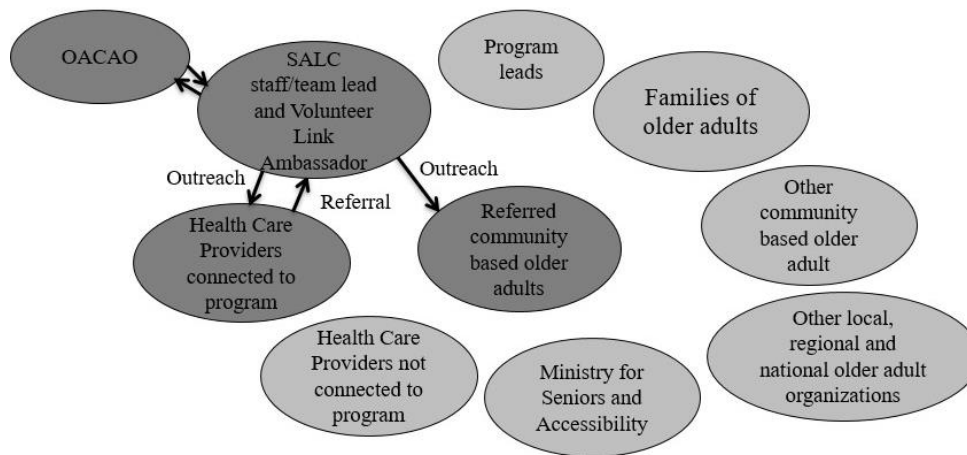 OACAO
SALC
staff/team lead
and Volunteer
Link
Ambassador
Program
leads
Families of
older adults
Outreach
Referral
Outreach
Health Care
Providers
connected to
program
Referred
community
based older
adults
Other
community
based older
adult
Health Care
Providers not
connected to
program
Ministry for
Seniors and
Accessibility
Other local,
regional and
national older adult
organizations